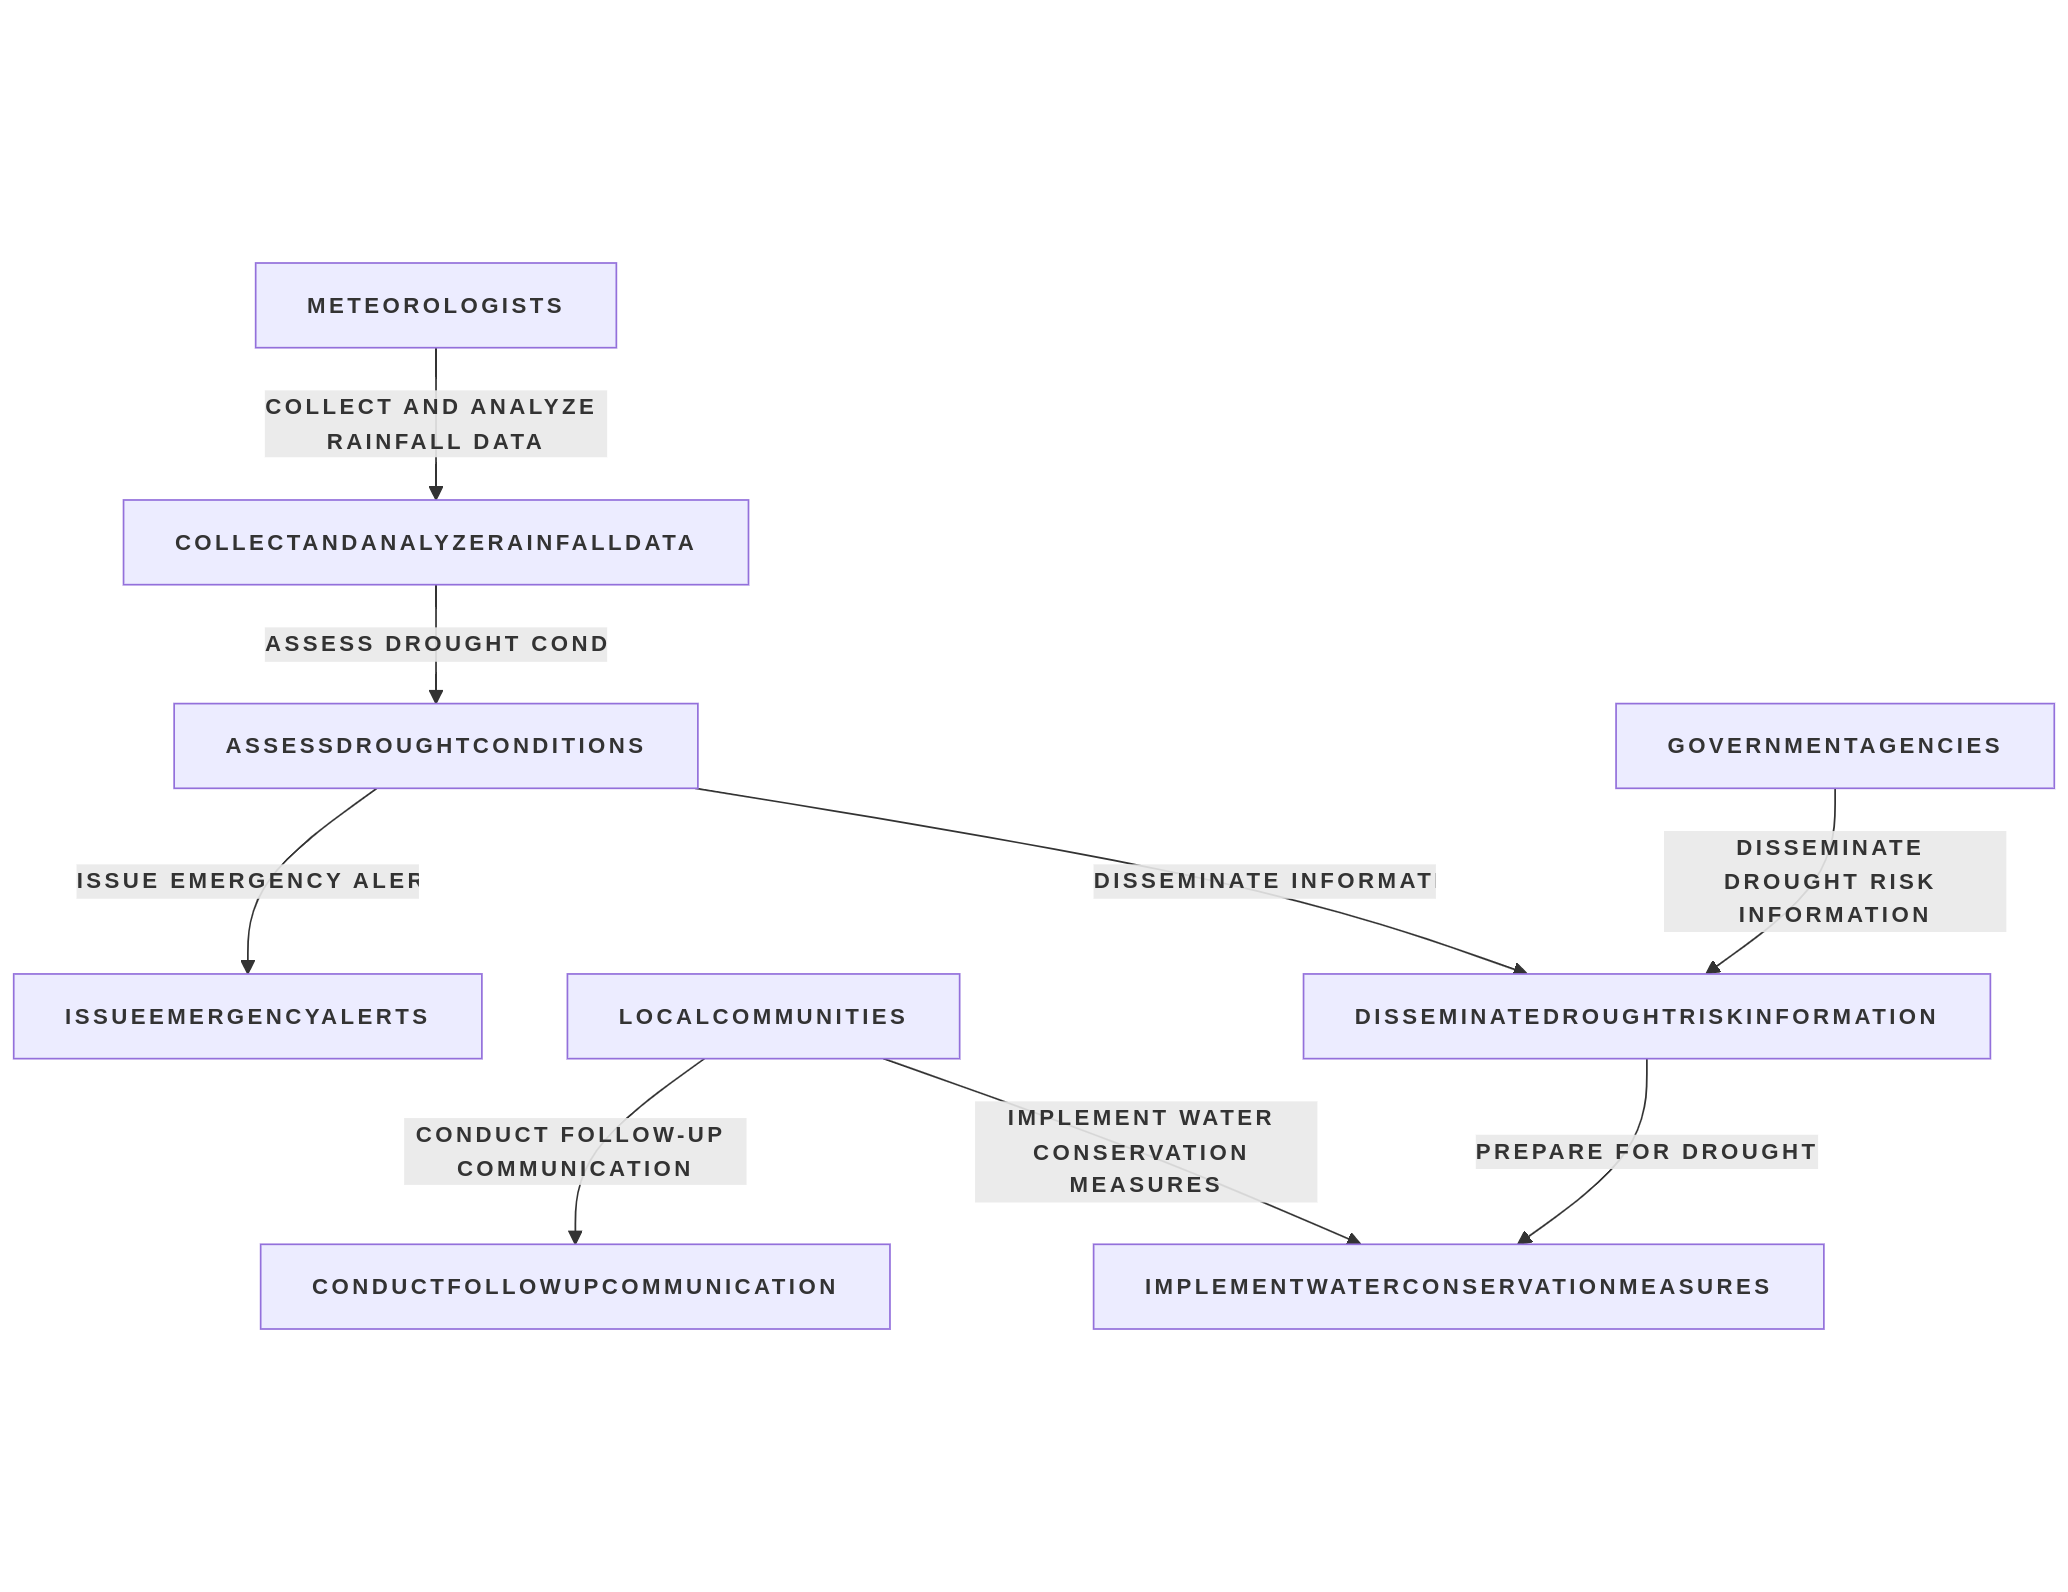 METEOROLOGISTS
COLLECT AND ANALYZE
RAINFALL DATA
COLLECTANDANALYZERAINFALLDATA
ASSESS DROUGHT COND
ASSESSDROUGHTCONDITIONS
GOVERNMENTAGENCIES
ISSUE EMERGENCY ALER
DISSEMINATE INFORMAT
DISSEMINATE
DROUGHT RISK
INFORMATION
ISSUEEMERGENCYALERTS
LOCALCOMMUNITIES
DISSEMINATEDROUGHTRISKINFORMATION
CONDUCT FOLLOW-UP
COMMUNICATION
IMPLEMENT WATER
CONSERVATION
MEASURES
PREPARE FOR DROUGHT
CONDUCTFOLLOWUPCOMMUNICATION
IMPLEMENTWATERCONSERVATIONMEASURES